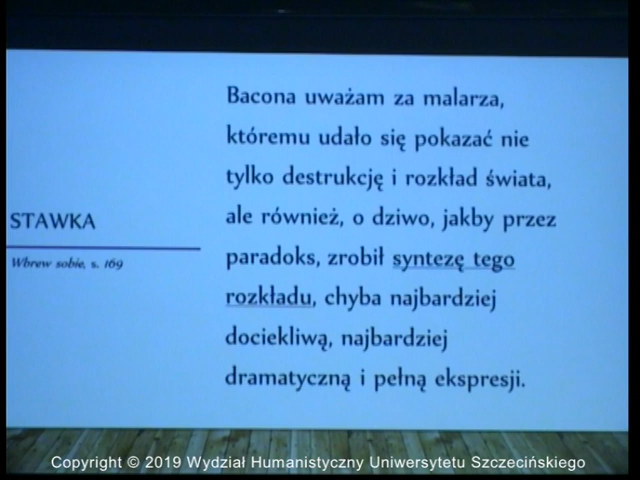 STAWKA
Wbrew sobie, s. 169
Bacona uważam za malarza,
któremu udało się pokazać nie
tylko destrukcję i rozkład świata,
ale również, o dziwo, jakby przez
paradoks, zrobił syntezę tego
rozkładu, chyba najbardziej
dociekliwą, najbardziej
dramatyczną i pełną ekspresji.
Copyright © 2019 Wydział Humanistyczny Uniwersytetu Szczecińskiego